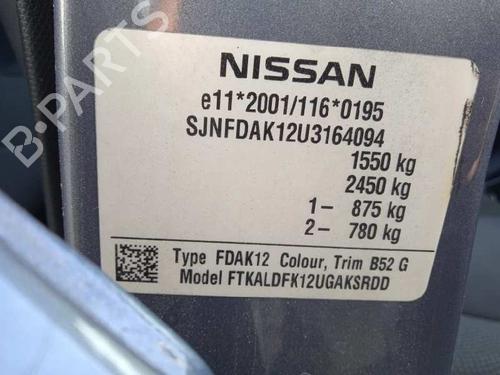 B-PARTS
NISSAN
e11*2001/116*0195
SJNFDAK12U3164094
1550 kg
2450 kg
1- 875 kg
2- 780 kg
Type FDAK12 Colour, Trim B52 G
Model FTKALDFK12UGAKSRDD